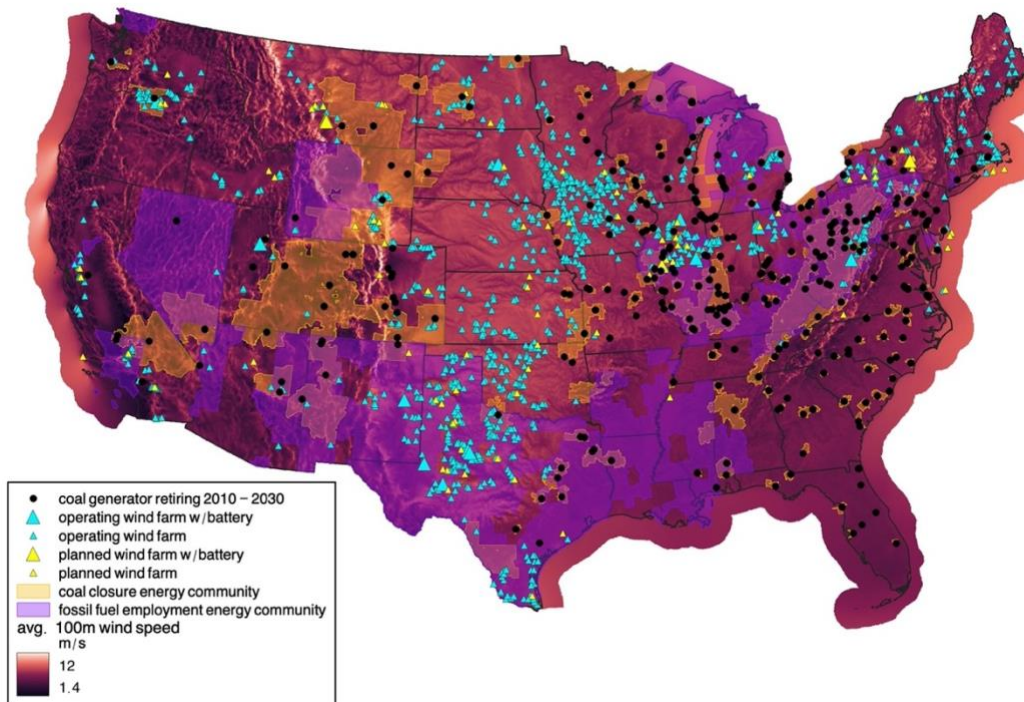 coal generator retiring 2010 – 2030
operating wind farm w/battery
operating wind farm
planned wind farm w/battery
planned wind farm
coal closure energy community
fossil fuel employment energy community
avg. 100m wind speed
m/s
12
1.4